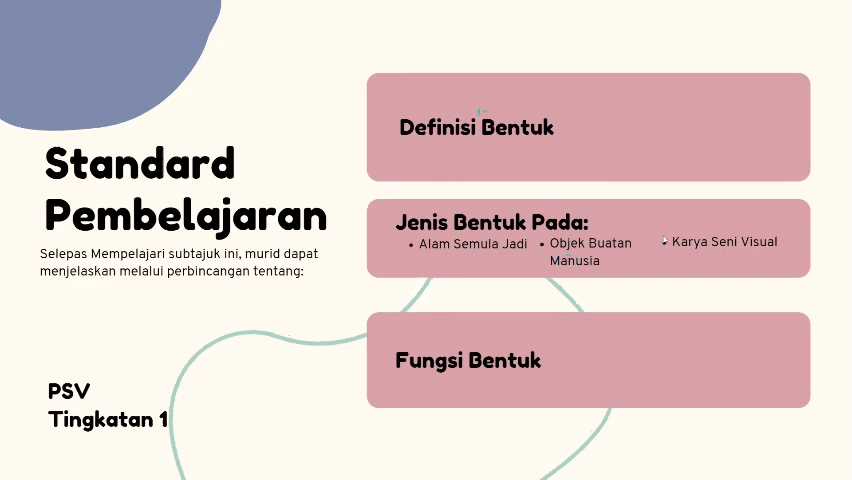 Standard
Pembelajaran
Selepas Mempelajari subtajuk ini, murid dapat
menjelaskan melalui perbincangan tentang:
PSV
Tingkatan 1
Definisi Bentuk
Jenis Bentuk Pada:
• Alam Semula Jadi
• Objek Buatan
Manusia
• Karya Seni Visual
Fungsi Bentuk